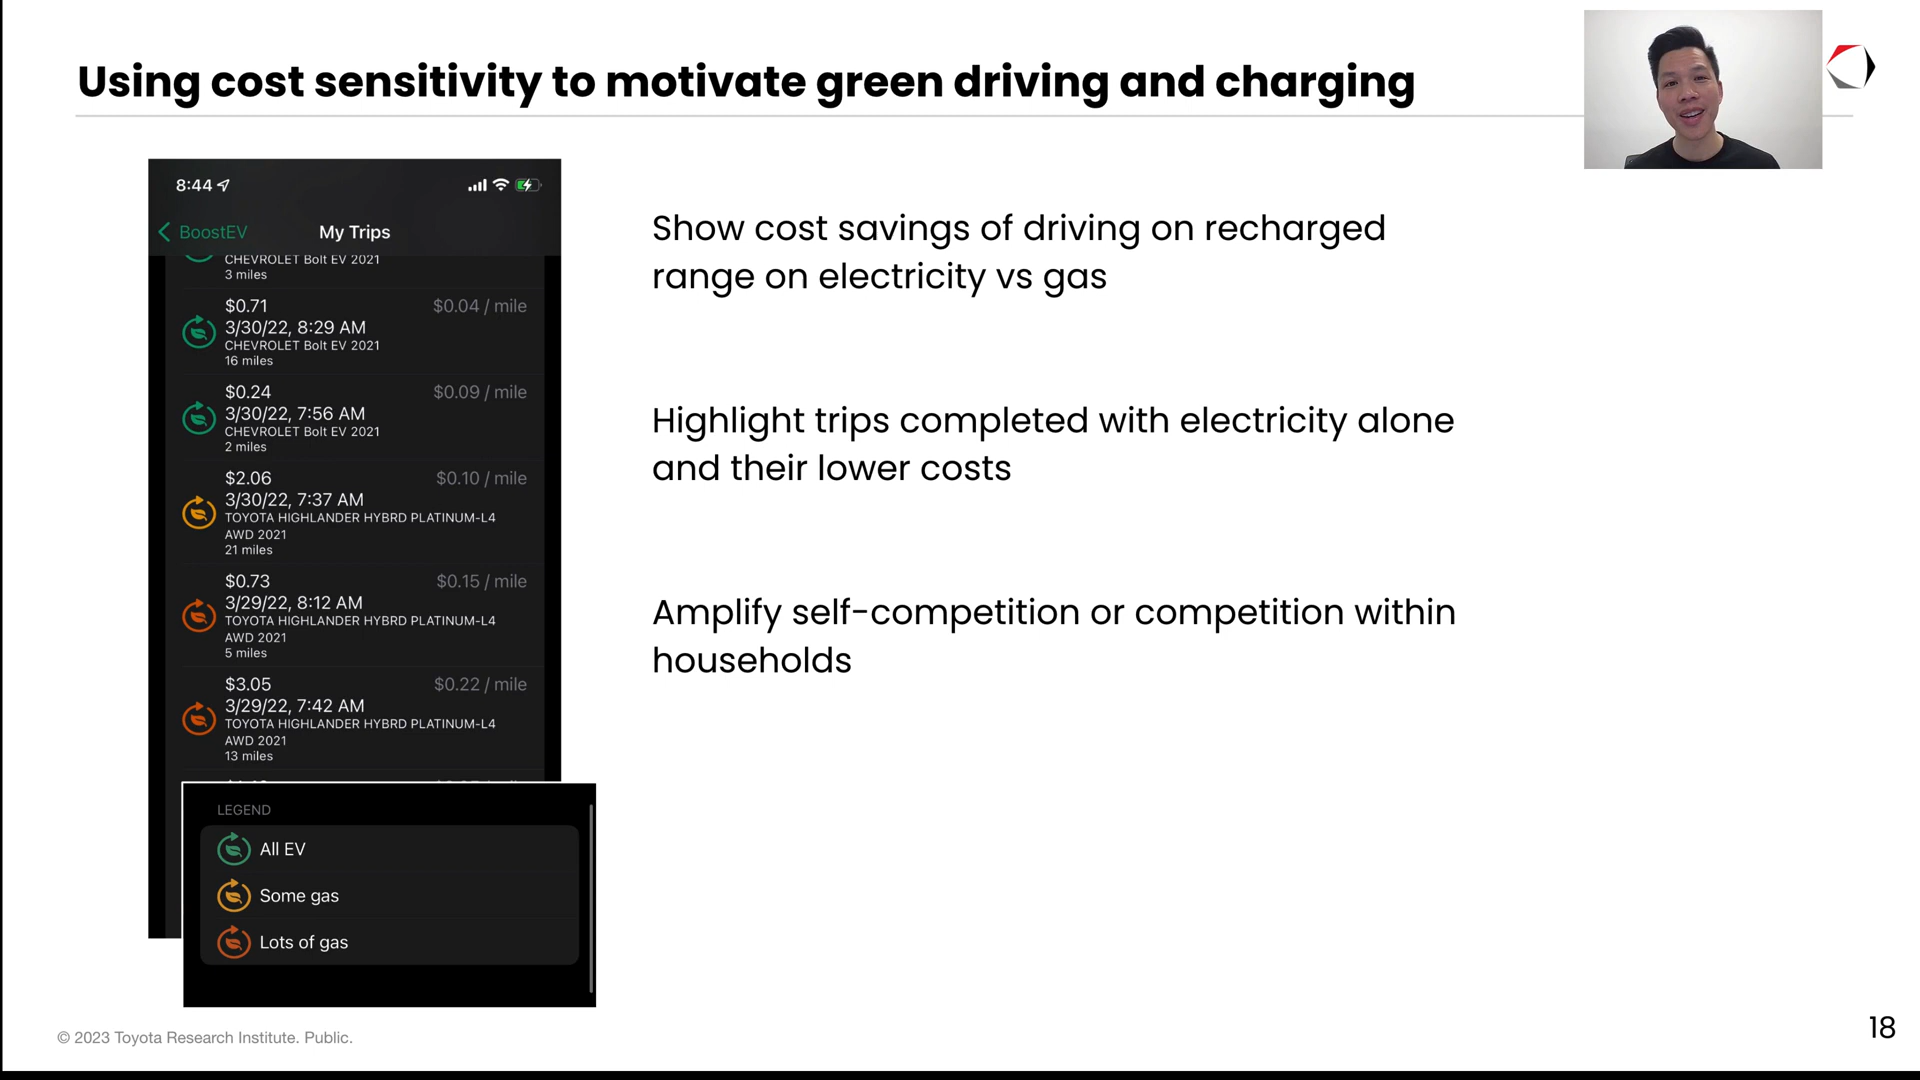 Using cost sensitivity to motivate green driving and charging
8:44
BoostEV
My Trips
CHEVROLET Bolt EV 2021
3 miles
$0.71
$0.04 / mile
3/30/22, 8:29 AM
CHEVROLET Bolt EV 2021
16 miles
$0.24
$0.09 / mile
3/30/22, 7:56 AM
CHEVROLET Bolt EV 2021
2 miles
$2.06
$0.10 / mile
3/30/22, 7:37 AM
TOYOTA HIGHLANDER HYBRD PLATINUM-L4
AWD 2021
21 miles
$0.73
$0.15 / mile
3/29/22, 8:12 AM
TOYOTA HIGHLANDER HYBRD PLATINUM-L4
AWD 2021
5 miles
$3.05
$0.22 / mile
3/29/22, 7:42 AM
TOYOTA HIGHLANDER HYBRD PLATINUM-L4
AWD 2021
13 miles
LEGEND
All EV
Some gas
Lots of gas
Show cost savings of driving on recharged
range on electricity vs gas
Highlight trips completed with electricity alone
and their lower costs
Amplify self-competition or competition within
households
© 2023 Toyota Research Institute. Public.
18